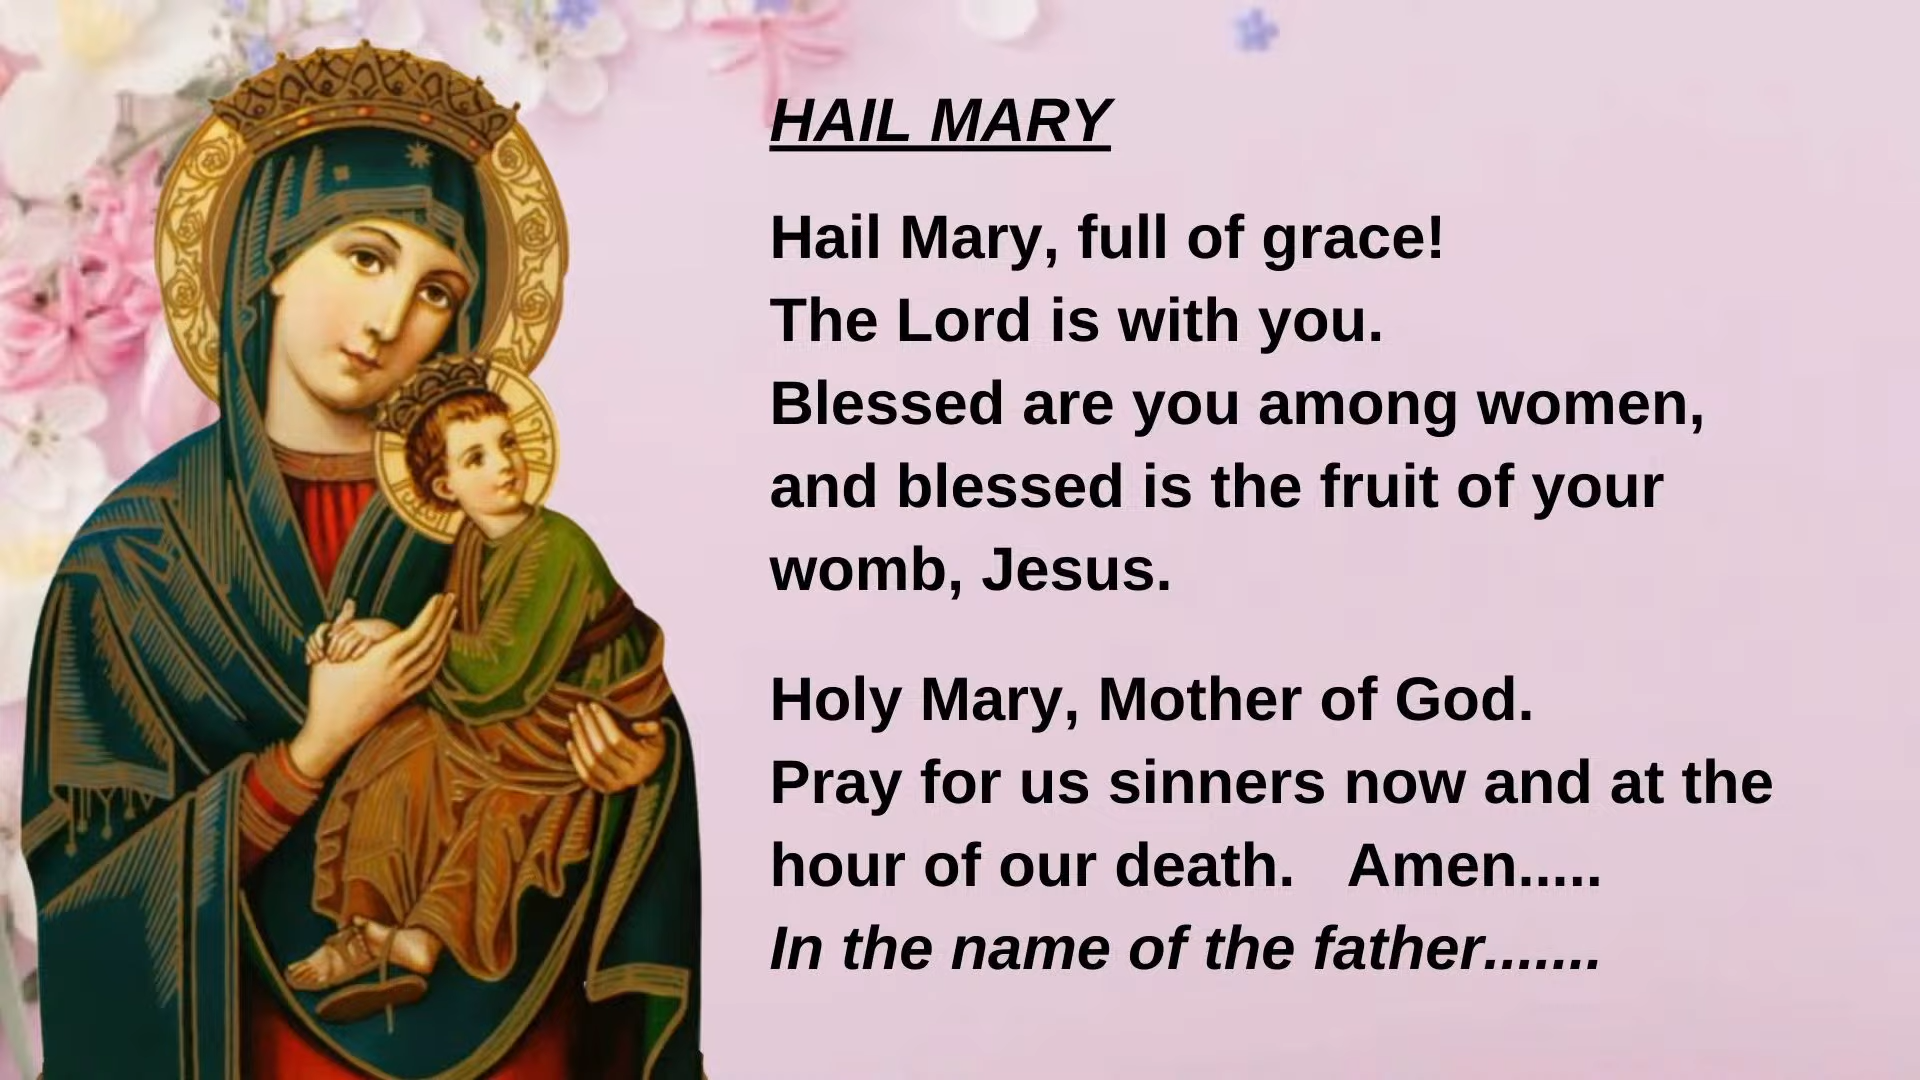 HAIL MARY
Hail Mary, full of grace!
The Lord is with you.
Blessed are you among women,
and blessed is the fruit of your
womb, Jesus.
Holy Mary, Mother of God.
Pray for us sinners now and at the
hour of our death.   Amen.....
In the name of the father.......